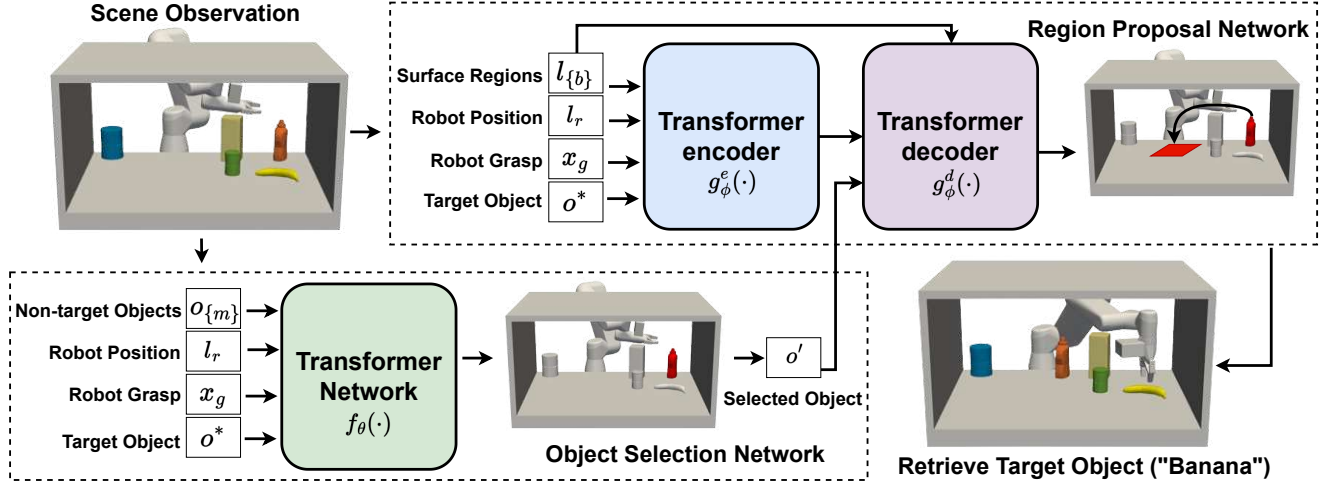 Scene Observation
Region Proposal Network
Surface Regions l_{b}
Robot Position l_r
Robot Grasp x_g
Target Object o*
Transformer
encoder
g^e_ϕ(·)
Transformer
decoder
g^d_ϕ(·)
Non-target Objects o_{m}
Robot Position l_r
Robot Grasp x_g
Target Object o*
Transformer
Network
f_θ(·)
o′
Selected Object
Object Selection Network
Retrieve Target Object ("Banana")